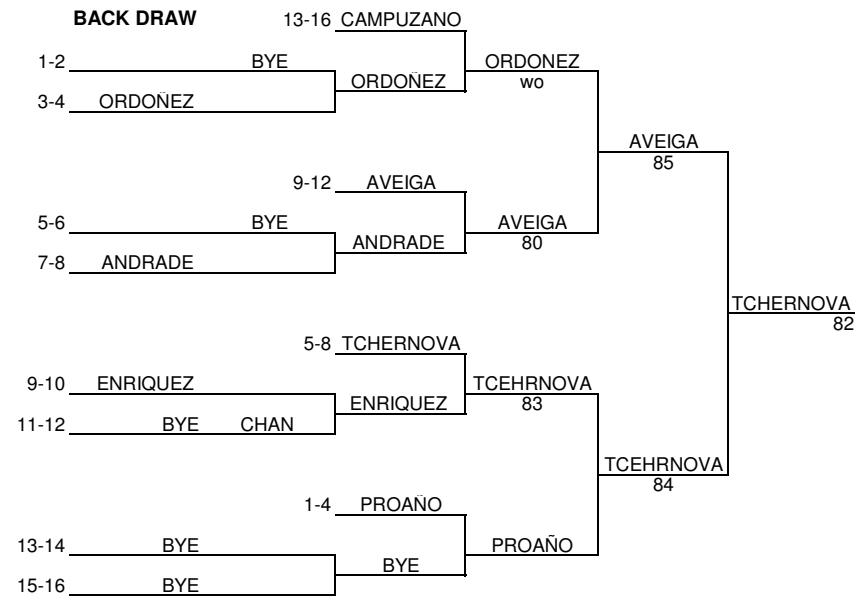 BACK DRAW
13-16 CAMPUZANO
1-2 BYE
ORDONEZ
ORDOÑEZ
wo
3-4 ORDOÑEZ
AVEIGA
85
9-12 AVEIGA
5-6 BYE
AVEIGA
ANDRADE
80
7-8 ANDRADE
TCHERNOVA
82
5-8 TCHERNOVA
9-10 ENRIQUEZ
TCEHRNOVA
ENRIQUEZ
83
11-12 BYE CHAN
TCEHRNOVA
84
1-4 PROAÑO
13-14 BYE
PROAÑO
BYE
15-16 BYE